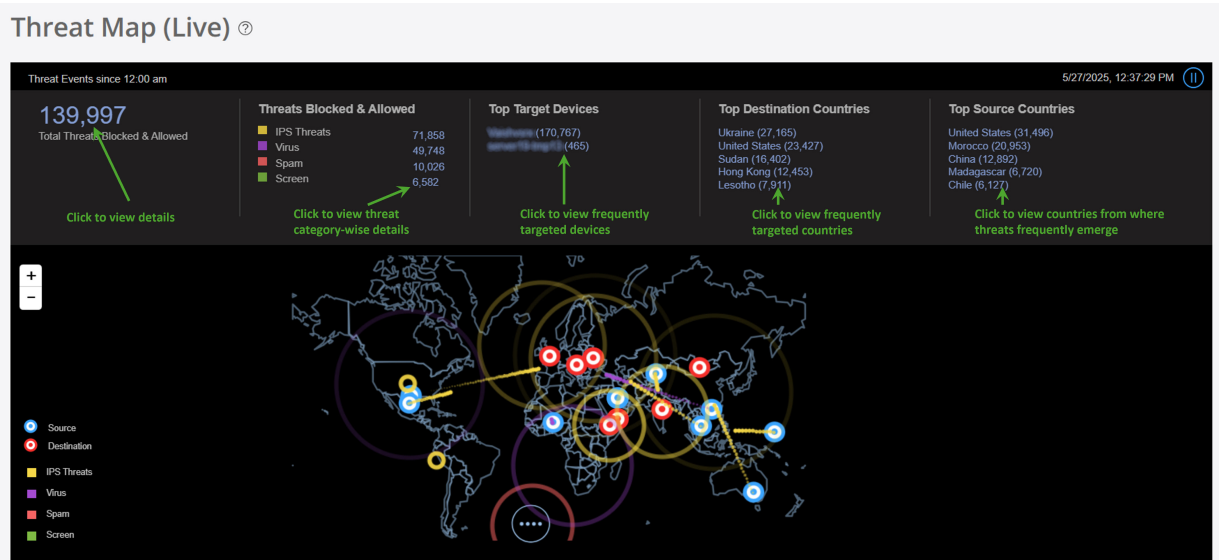 Threat Map (Live) ?
Threat Events since 12:00 am
5/27/2025, 12:37:29 PM
139,997
Total Threats Blocked & Allowed
Click to view details
Threats Blocked & Allowed
IPS Threats 71,858
Virus 49,748
Spam 10,026
Screen 6,582
Click to view threat
category-wise details
Top Target Devices
(170,767)
(465)
Click to view frequently
targeted devices
Top Destination Countries
Ukraine (27,165)
United States (23,427)
Sudan (16,402)
Hong Kong (12,453)
Lesotho (7,911)
Click to view frequently
targeted countries
Top Source Countries
United States (31,496)
Morocco (20,953)
China (12,892)
Madagascar (6,720)
Chile (6,127)
Click to view countries from where
threats frequently emerge
+
−
Source
Destination
IPS Threats
Virus
Spam
Screen